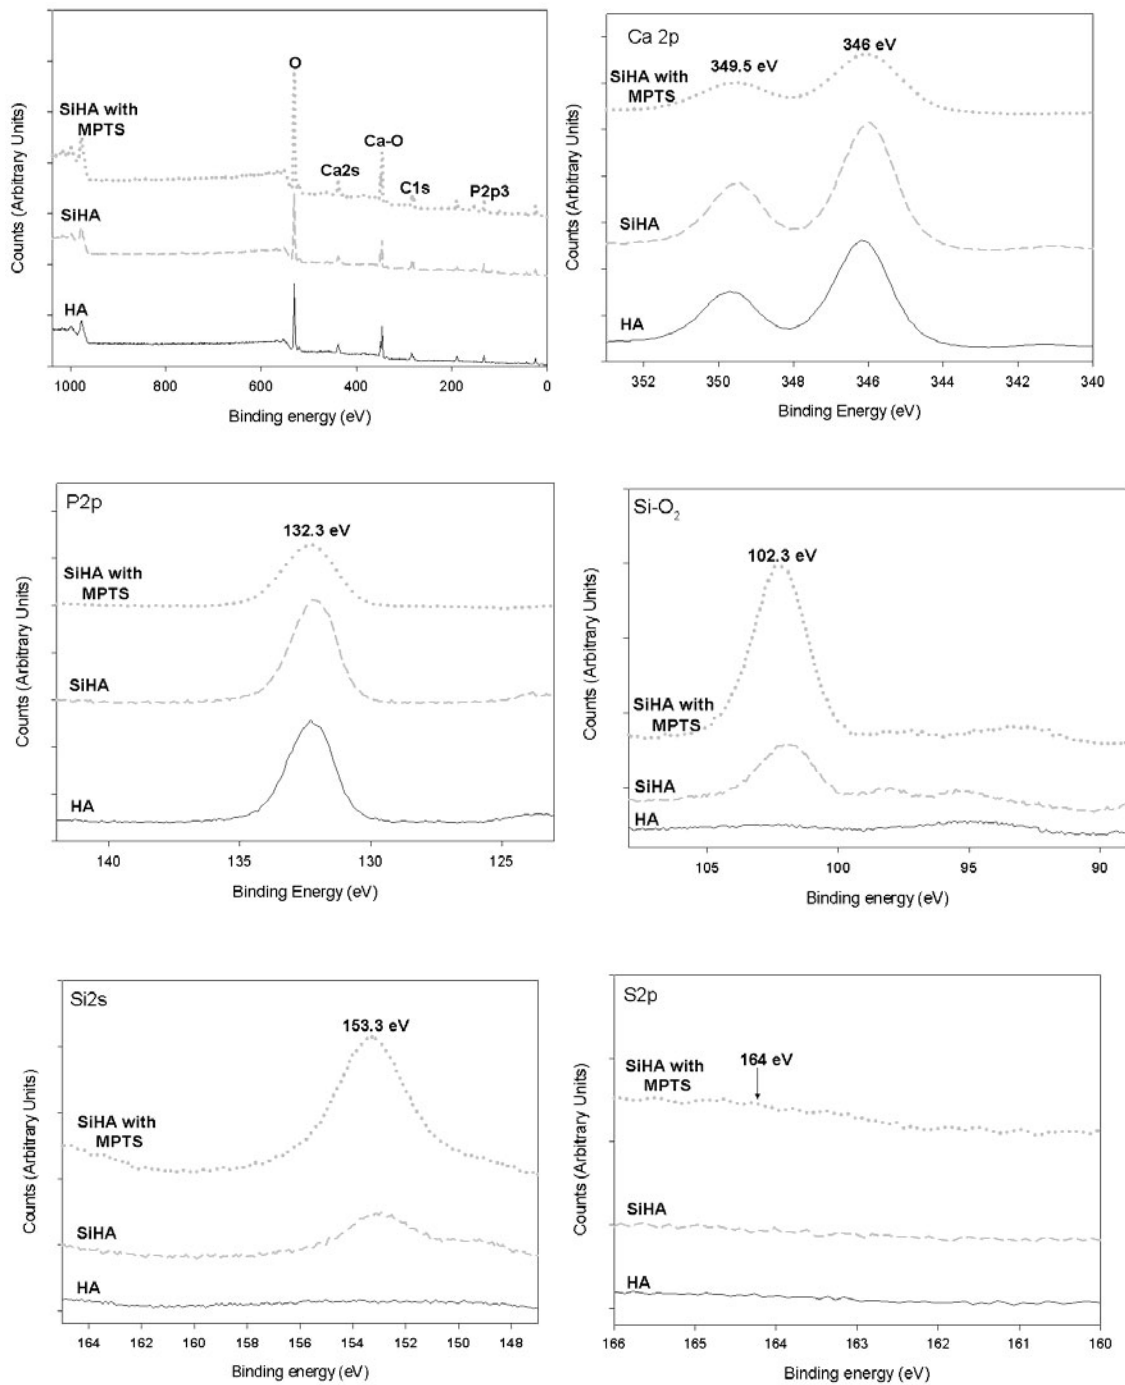 O
SiHA with
MPTS
Ca-O
Ca2s
C1s
P2p3
SiHA
HA
Counts (Arbitrary Units)
1000 800 600 400 200 0
Binding energy (eV)
Ca 2p
346 eV
349.5 eV
SiHA with
MPTS
SiHA
HA
Counts (Arbitrary Units)
352 350 348 346 344 342 340
Binding Energy (eV)
P2p
132.3 eV
SiHA with
MPTS
SiHA
HA
Counts (Arbitrary Units)
140 135 130 125
Binding Energy (eV)
Si-O₂
102.3 eV
SiHA with
MPTS
SiHA
HA
Counts (Arbitrary Units)
105 100 95 90
Binding energy (eV)
Si2s
153.3 eV
SiHA with
MPTS
SiHA
HA
Counts (Arbitrary Units)
164 162 160 158 156 154 152 150 148
Binding energy (eV)
S2p
164 eV
SiHA with
MPTS
SiHA
HA
Counts (Arbitrary Units)
166 165 164 163 162 161 160
Binding energy (eV)